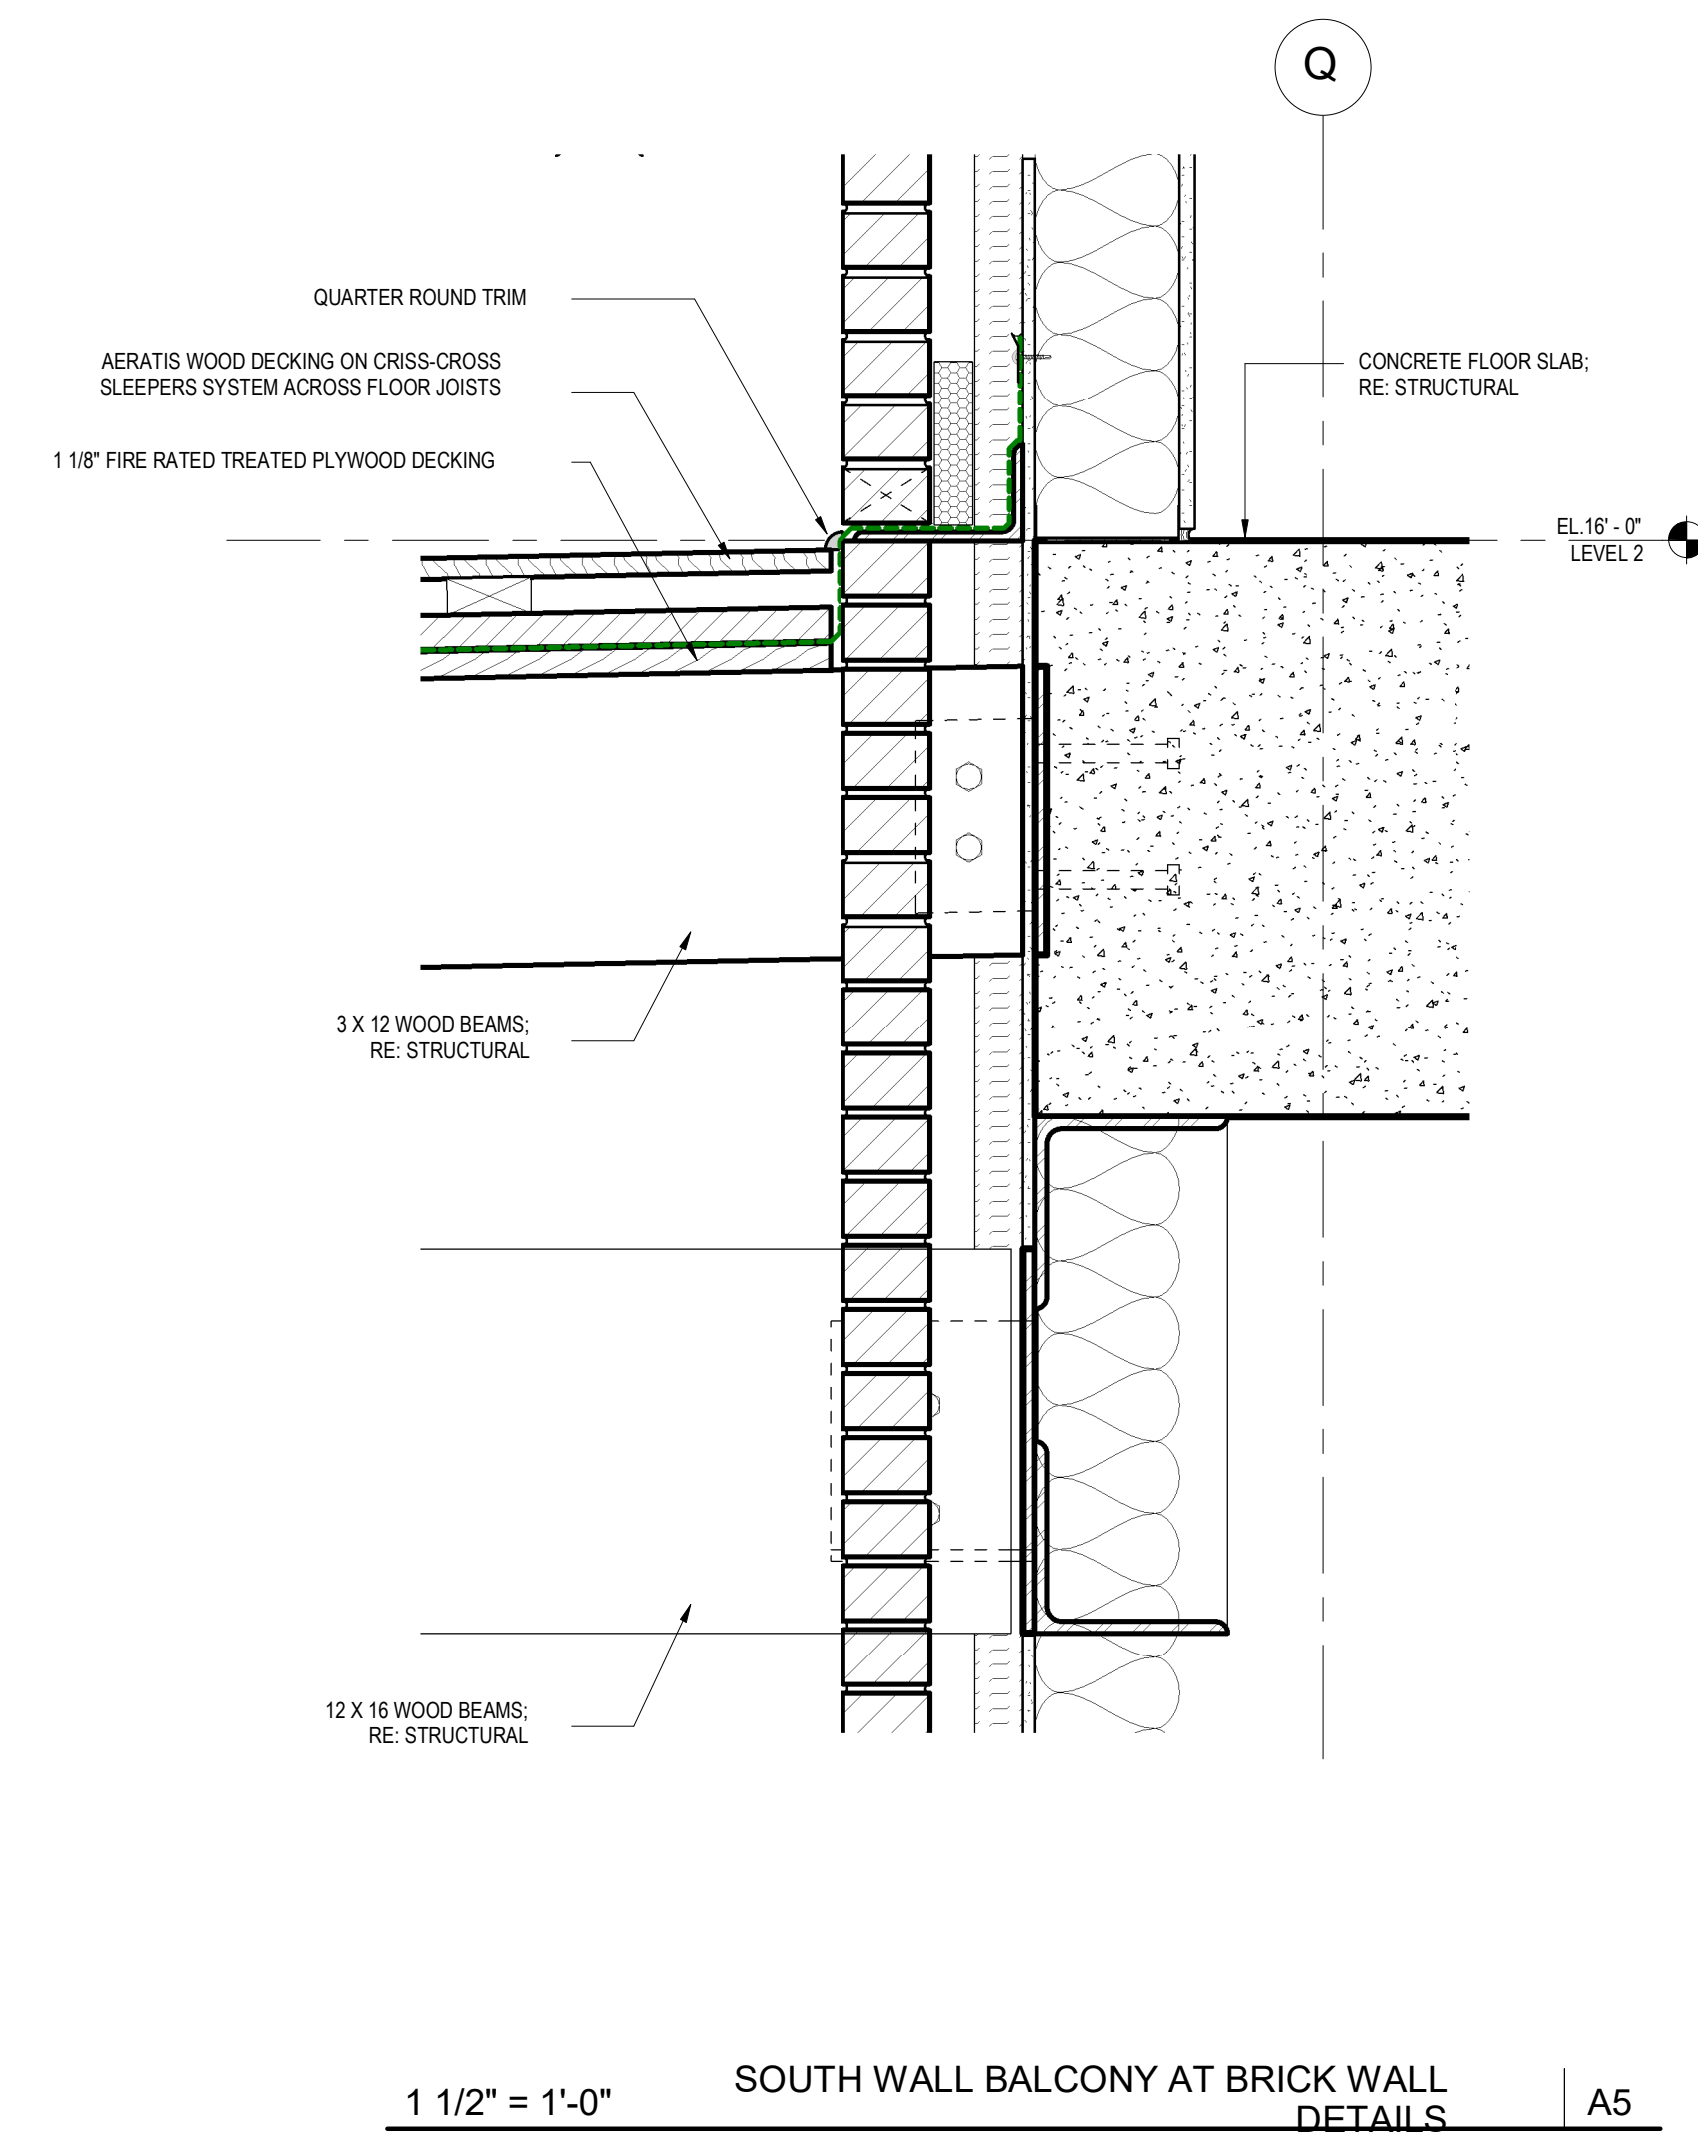 Q
QUARTER ROUND TRIM
AERATIS WOOD DECKING ON CRISS-CROSS
SLEEPERS SYSTEM ACROSS FLOOR JOISTS
1 1/8" FIRE RATED TREATED PLYWOOD DECKING
CONCRETE FLOOR SLAB;
RE: STRUCTURAL
EL.16' - 0"
LEVEL 2
3 X 12 WOOD BEAMS;
RE: STRUCTURAL
12 X 16 WOOD BEAMS;
RE: STRUCTURAL
1 1/2" = 1'-0"
SOUTH WALL BALCONY AT BRICK WALL
DETAILS
A5